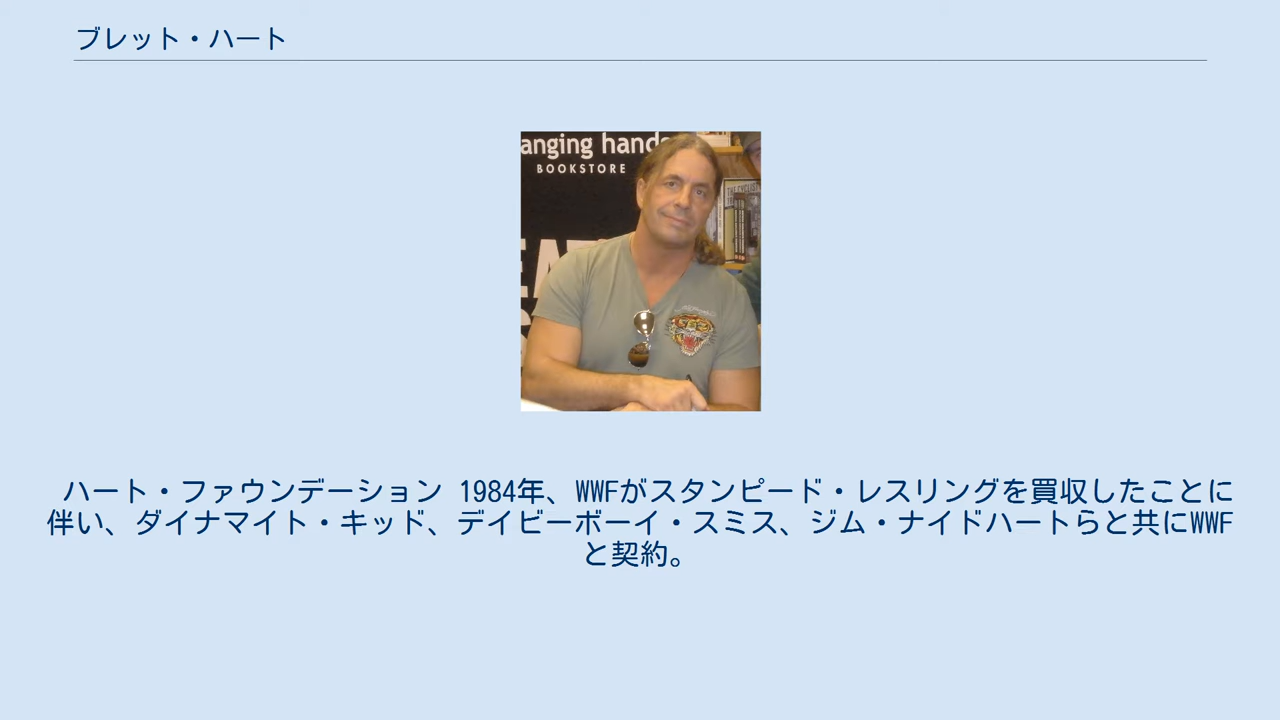 ブレット・ハート
anging hands
BOOKSTORE
EAT
ハート・ファウンデーション 1984年、WWFがスタンピード・レスリングを買収したことに
伴い、ダイナマイト・キッド、デイビーボーイ・スミス、ジム・ナイドハートらと共にWWF
と契約。